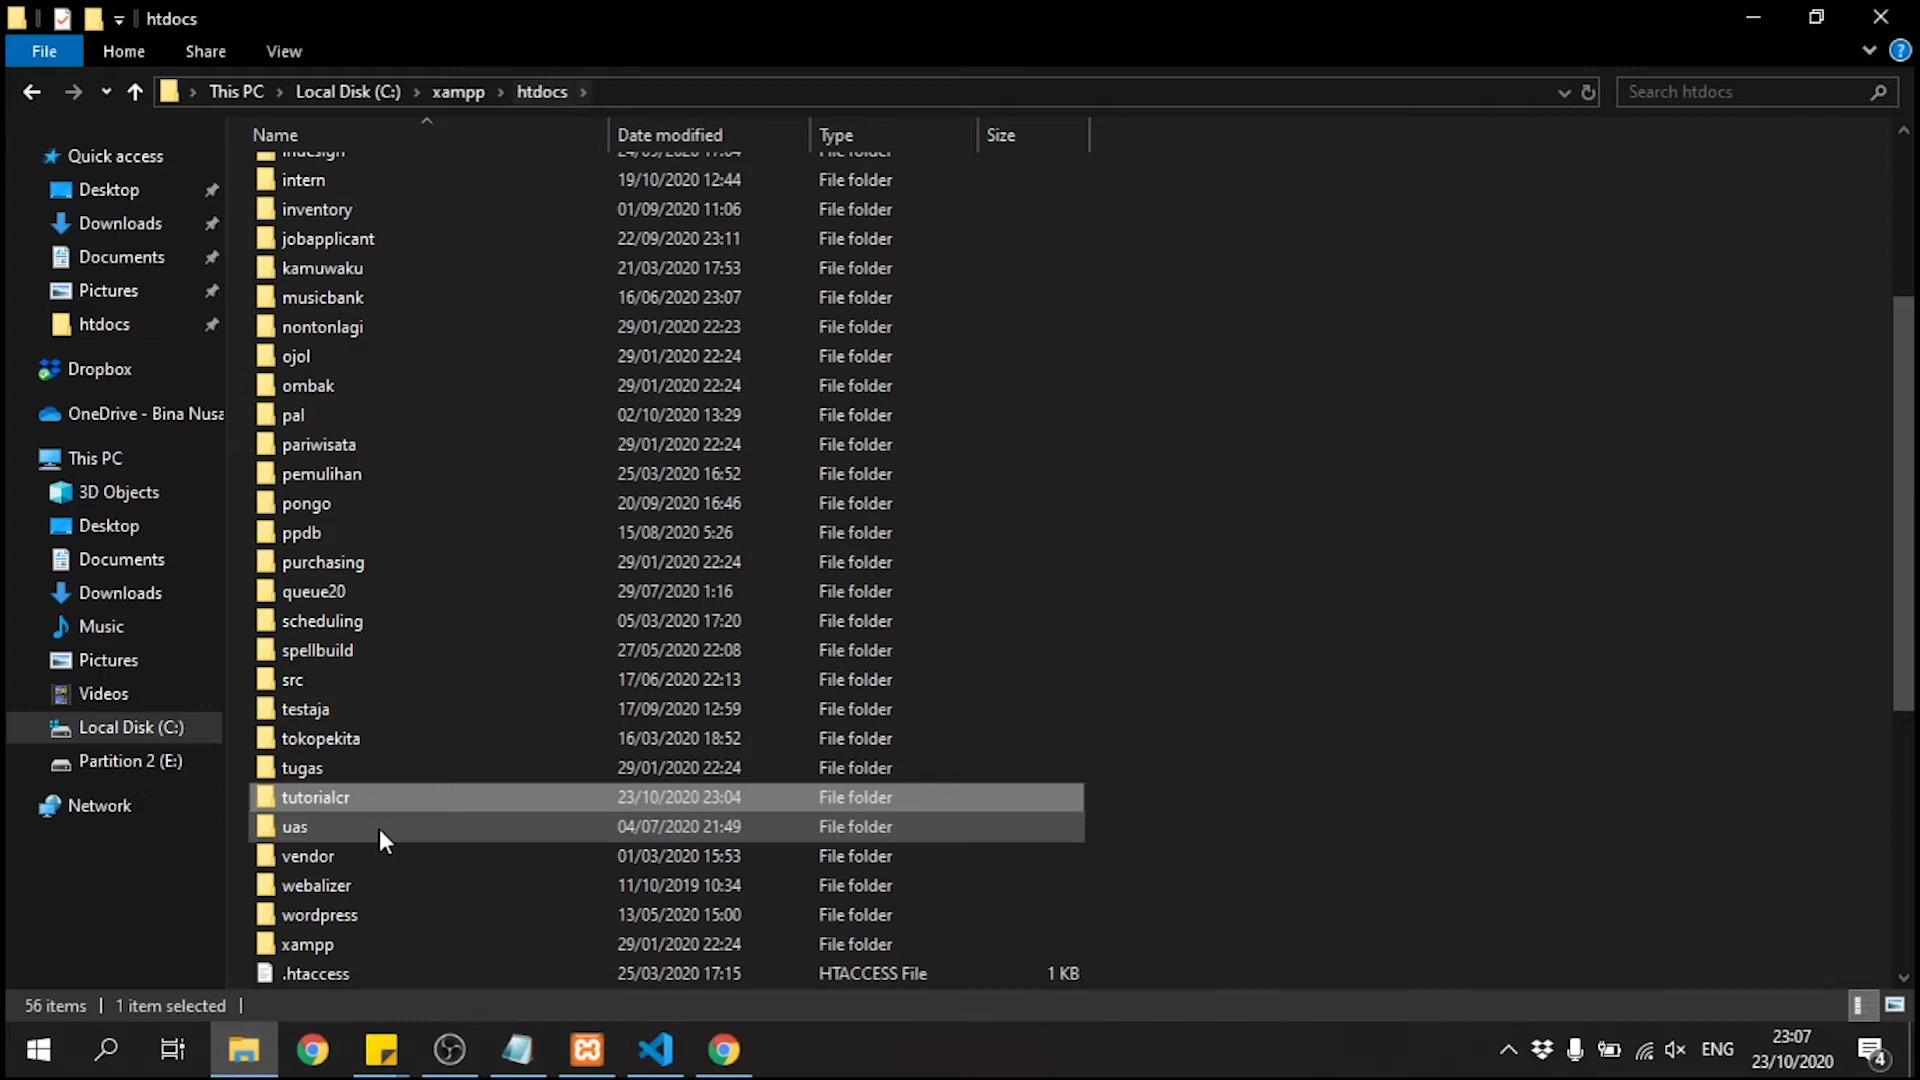 htdocs
File Home Share View
This PC Local Disk (C:) xampp htdocs Search htdocs
Name Date modified Type Size
Quick access
Desktop
Downloads
Documents
Pictures
htdocs
Dropbox
OneDrive - Bina Nusa
This PC
3D Objects
Desktop
Documents
Downloads
Music
Pictures
Videos
Local Disk (C:)
Partition 2 (E:)
Network
intern 19/10/2020 12:44 File folder
inventory 01/09/2020 11:06 File folder
jobapplicant 22/09/2020 23:11 File folder
kamuwaku 21/03/2020 17:53 File folder
musicbank 16/06/2020 23:07 File folder
nontonlagi 29/01/2020 22:23 File folder
ojol 29/01/2020 22:24 File folder
ombak 29/01/2020 22:24 File folder
pal 02/10/2020 13:29 File folder
pariwisata 29/01/2020 22:24 File folder
pemulihan 25/03/2020 16:52 File folder
pongo 20/09/2020 16:46 File folder
ppdb 15/08/2020 5:26 File folder
purchasing 29/01/2020 22:24 File folder
queue20 29/07/2020 1:16 File folder
scheduling 05/03/2020 17:20 File folder
spellbuild 27/05/2020 22:08 File folder
src 17/06/2020 22:13 File folder
testaja 17/09/2020 12:59 File folder
tokopekita 16/03/2020 18:52 File folder
tugas 29/01/2020 22:24 File folder
tutorialcr 23/10/2020 23:04 File folder
uas 04/07/2020 21:49 File folder
vendor 01/03/2020 15:53 File folder
webalizer 11/10/2019 10:34 File folder
wordpress 13/05/2020 15:00 File folder
xampp 29/01/2020 22:24 File folder
.htaccess 25/03/2020 17:15 HTACCESS File 1 KB
56 items 1 item selected
ENG 23:07
23/10/2020
4